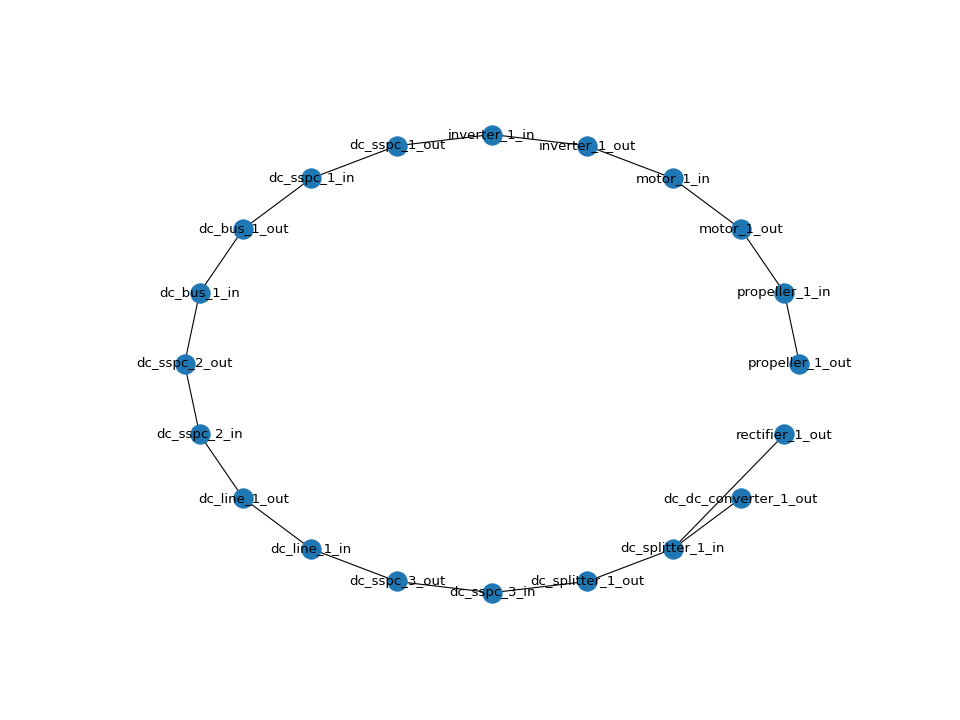 inverter_1_in
dc_sspc_1_out
inverter_1_out
dc_sspc_1_in
motor_1_in
dc_bus_1_out
motor_1_out
dc_bus_1_in
propeller_1_in
dc_sspc_2_out
propeller_1_out
dc_sspc_2_in
rectifier_1_out
dc_line_1_out
dc_dc_converter_1_out
dc_line_1_in
dc_splitter_1_in
dc_sspc_3_out
dc_splitter_1_out
dc_sspc_3_in